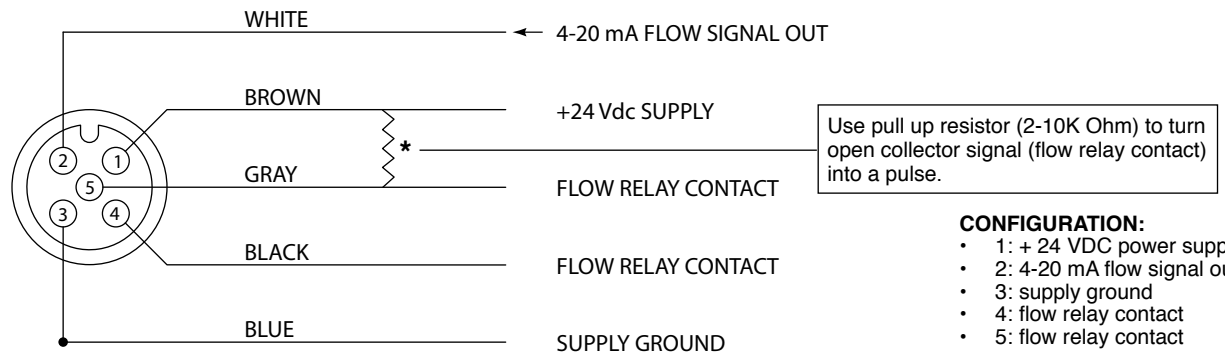 WHITE
4-20 mA FLOW SIGNAL OUT
BROWN
+24 Vdc SUPPLY
*
Use pull up resistor (2-10K Ohm) to turn
open collector signal (flow relay contact)
into a pulse.
2
1
5
3
4
GRAY
FLOW RELAY CONTACT
BLACK
FLOW RELAY CONTACT
BLUE
SUPPLY GROUND
CONFIGURATION:
• 1: + 24 VDC power
• 2: 4-20 mA flow signal
• 3: supply ground
• 4: flow relay contact
• 5: flow relay contact